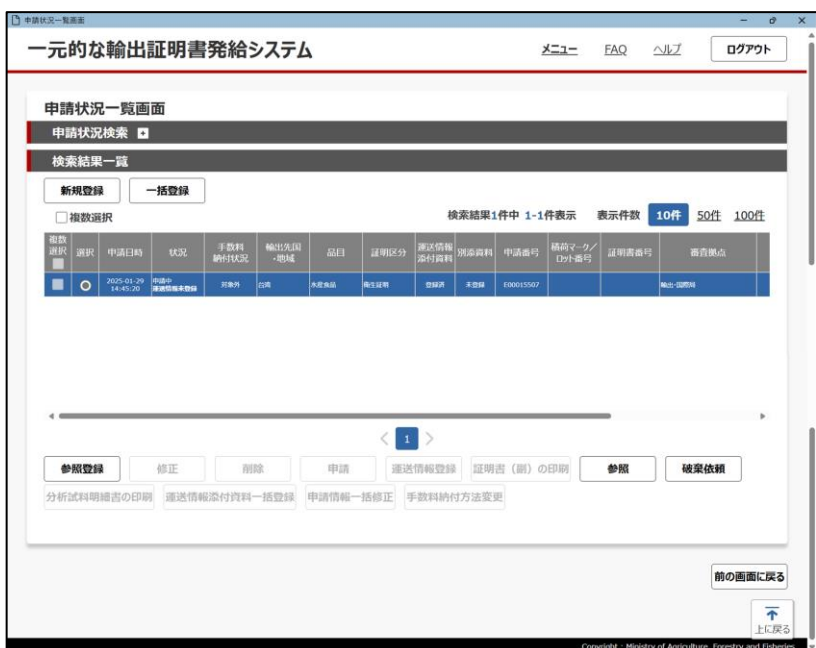 申請状況一覧画面
一元的な輸出証明書発給システム
メニュー FAQ ヘルプ ログアウト
申請状況一覧画面
申請状況検索
検索結果一覧
新規登録 一括登録
複数選択 検索結果1件中 1-1件表示 表示件数 10件 50件 100件
複数選択 選択 申請日時 状況 手数料納付状況 輸出先国・地域 品目 証明区分 運送情報添付資料 別添資料 申請番号 積荷マーク/ロット番号 証明書番号 審査拠点
2025-01-29 14:45:20 申請中 運送情報未登録 対象外 台湾 水産食品 衛生証明 登録済 未登録 E00015507 輸出・国際局
1
参照登録 修正 削除 申請 運送情報登録 証明書（副）の印刷 参照 破棄依頼
分析試料明細書の印刷 運送情報添付資料一括登録 申請情報一括修正 手数料納付方法変更
前の画面に戻る
上に戻る
Copyright : Ministry of Agriculture, Forestry and Fisheries